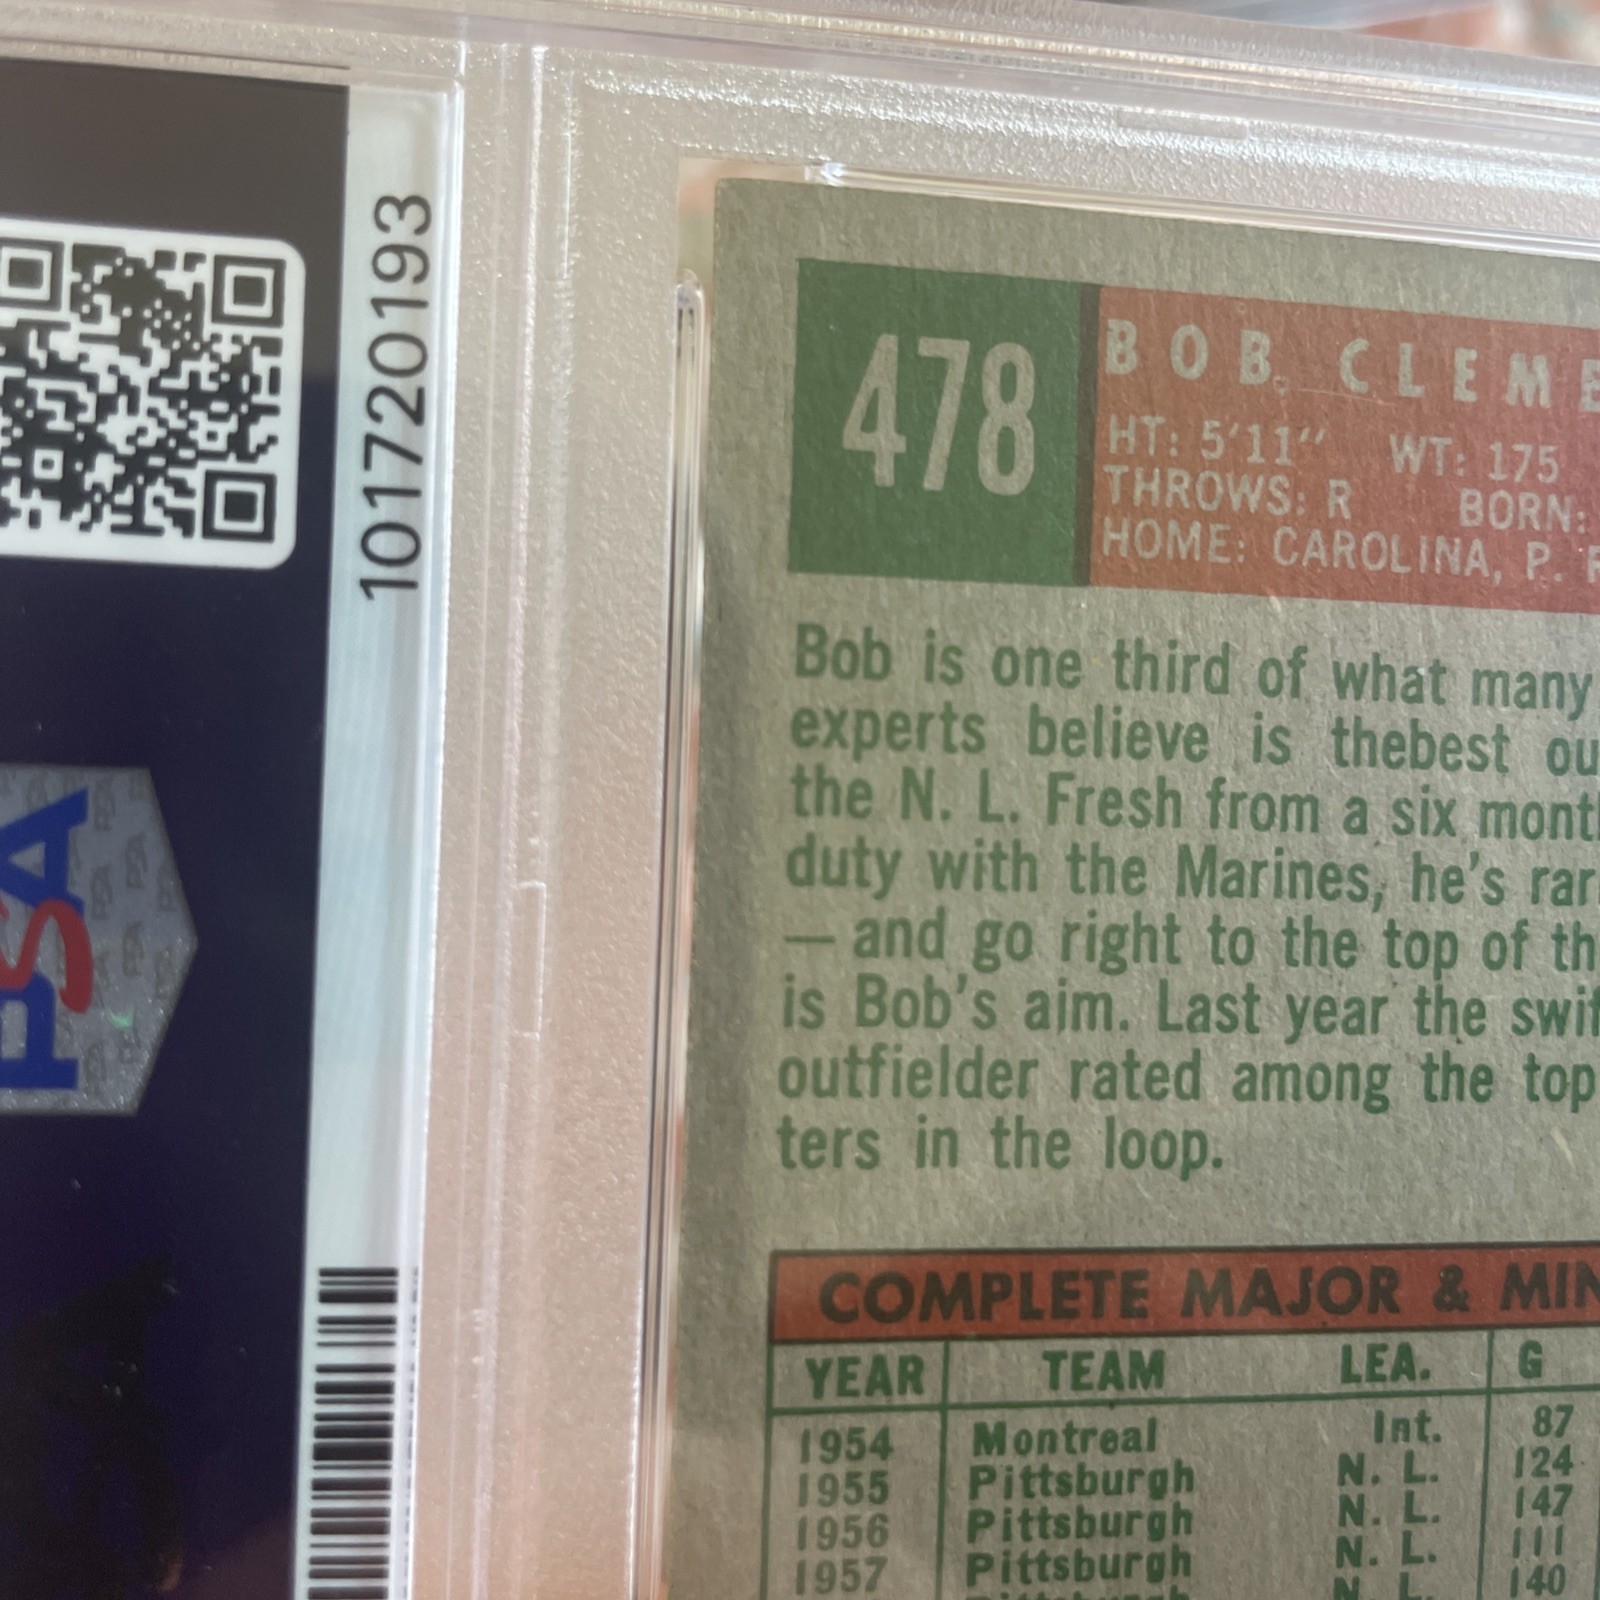 101720193
PSA
478
BOB CLEME
HT: 5'11" WT: 175
THROWS: R BORN:
HOME: CAROLINA, P. R
Bob is one third of what many
experts believe is thebest ou
the N. L. Fresh from a six mont
duty with the Marines, he's rar
— and go right to the top of th
is Bob's aim. Last year the swif
outfielder rated among the top
ters in the loop.
COMPLETE MAJOR & MIN
YEAR TEAM LEA. G
1954 Montreal Int. 87
1955 Pittsburgh N. L. 124
1956 Pittsburgh N. L. 147
1957 Pittsburgh N. L. 111
N. L. 140